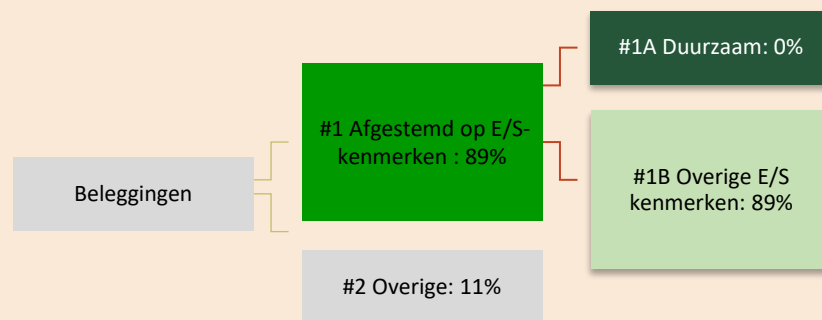 Beleggingen
#1 Afgestemd op E/S-
kenmerken : 89%
#2 Overige: 11%
#1A Duurzaam: 0%
#1B Overige E/S
kenmerken: 89%